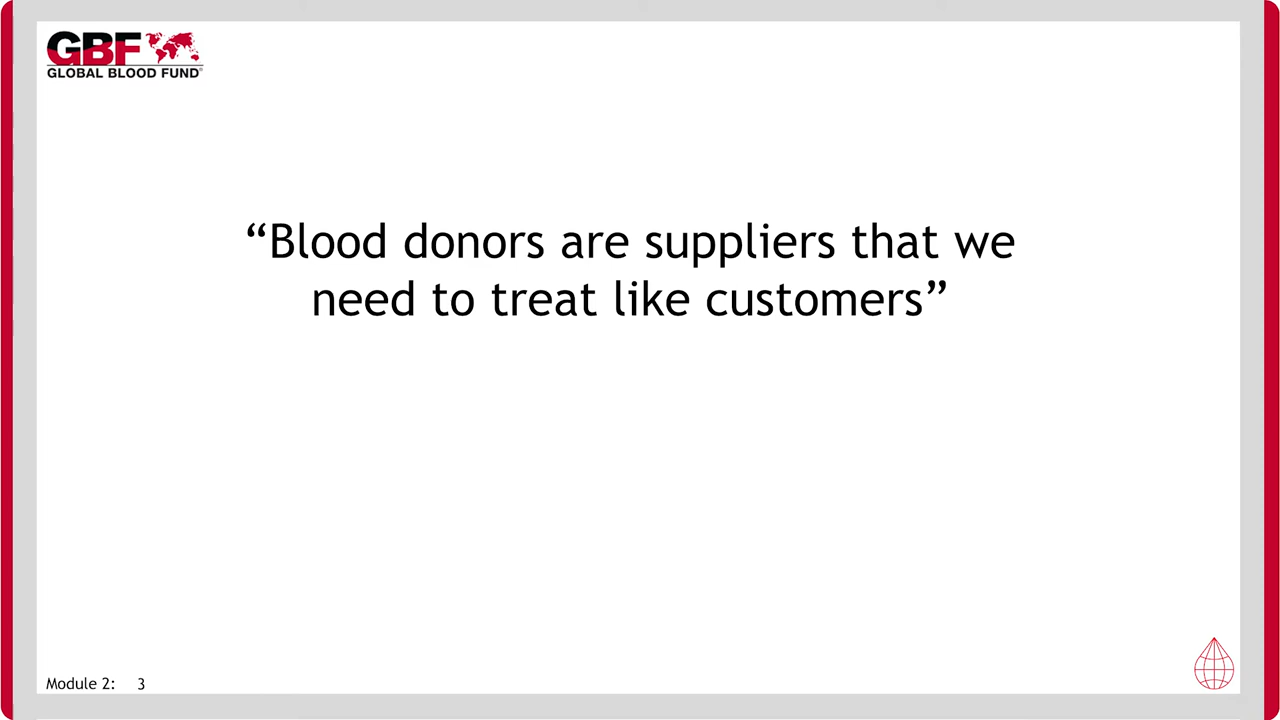 GBF
GLOBAL BLOOD FUND®
“Blood donors are suppliers that we
need to treat like customers”
Module 2: 3